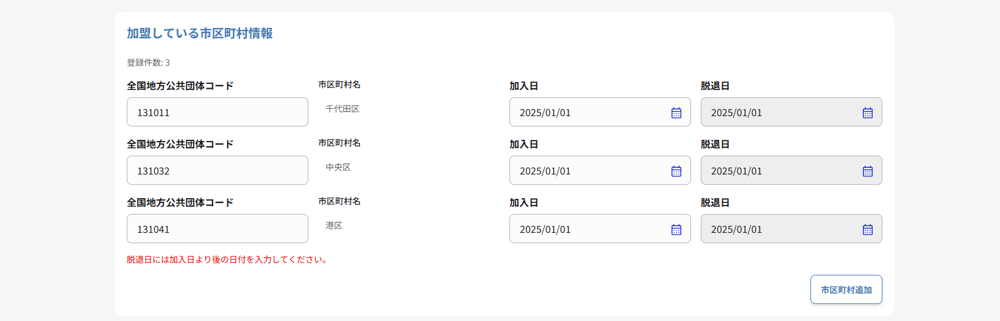 加盟している市区町村情報
登録件数: 3
全国地方公共団体コード 市区町村名 加入日 脱退日
131011 千代田区 2025/01/01 2025/01/01
全国地方公共団体コード 市区町村名 加入日 脱退日
131032 中央区 2025/01/01 2025/01/01
全国地方公共団体コード 市区町村名 加入日 脱退日
131041 港区 2025/01/01 2025/01/01
脱退日には加入日より後の日付を入力してください。
市区町村追加